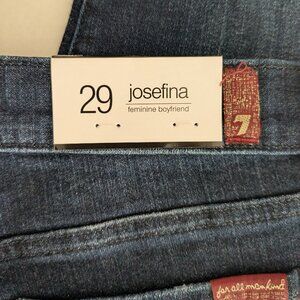 29
josefina
feminine boyfriend
7
for all mankind